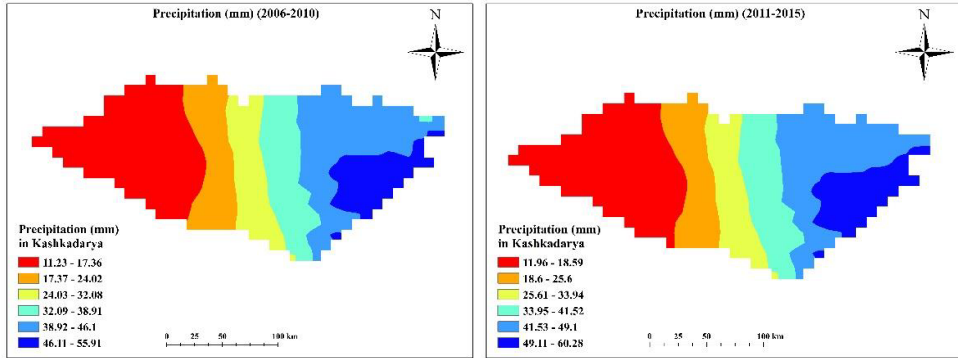 Precipitation (mm) (2006-2010)
N
Precipitation (mm)
in Kashkadarya
11.23 - 17.36
17.37 - 24.02
24.03 - 32.08
32.09 - 38.91
38.92 - 46.1
46.11 - 55.91
0 25 50 100 km
Precipitation (mm) (2011-2015)
N
Precipitation (mm)
in Kashkadarya
11.96 - 18.59
18.6 - 25.6
25.61 - 33.94
33.95 - 41.52
41.53 - 49.1
49.11 - 60.28
0 25 50 100 km